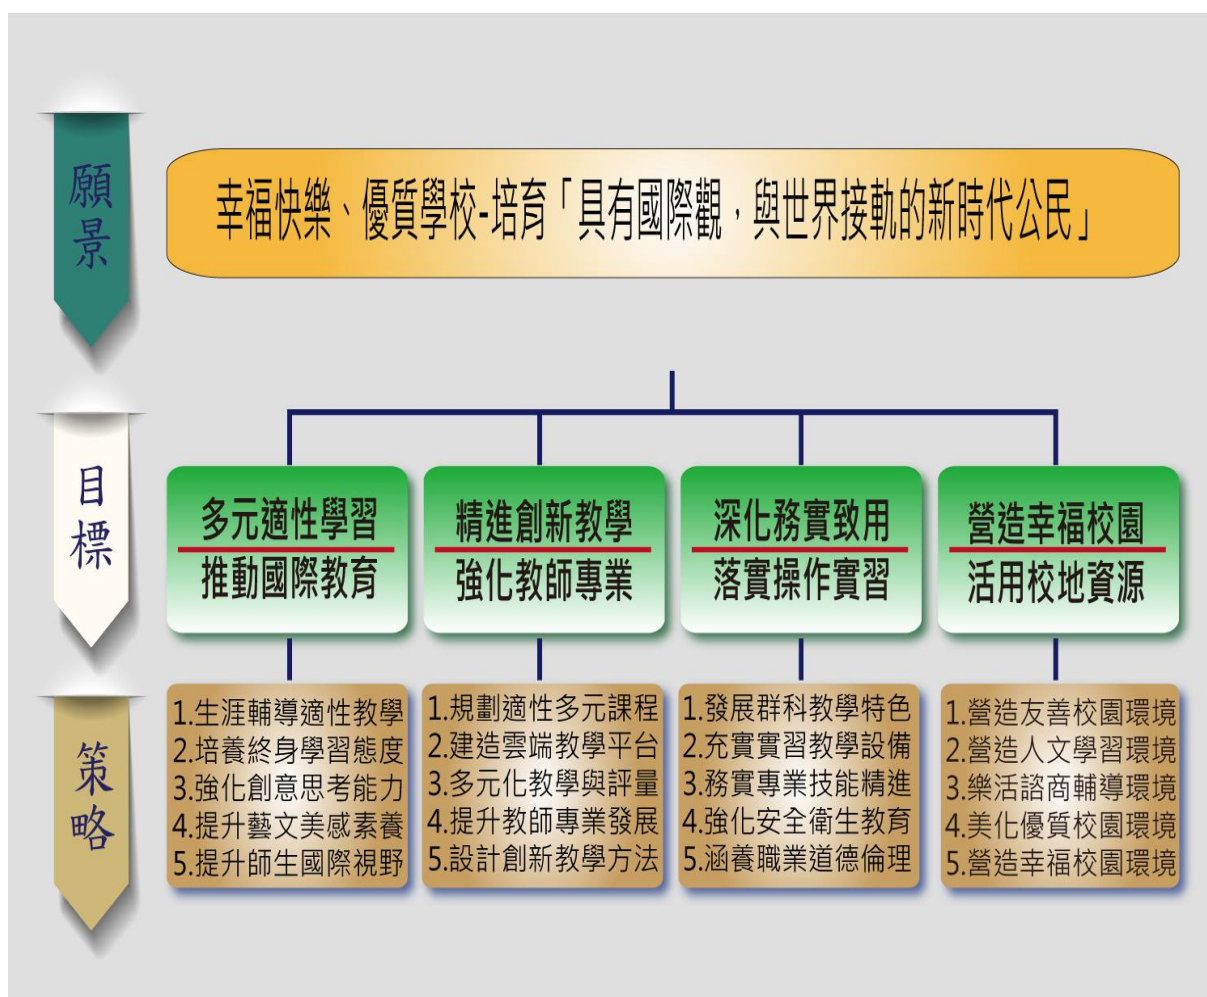 願景
幸福快樂、優質學校-培育「具有國際觀，與世界接軌的新時代公民」
目標
多元適性學習
推動國際教育
精進創新教學
強化教師專業
深化務實致用
落實操作實習
營造幸福校園
活用校地資源
策略
1.生涯輔導適性教學
2.培養終身學習態度
3.強化創意思考能力
4.提升藝文美感素養
5.提升師生國際視野
1.規劃適性多元課程
2.建造雲端教學平台
3.多元化教學與評量
4.提升教師專業發展
5.設計創新教學方法
1.發展群科教學特色
2.充實實習教學設備
3.務實專業技能精進
4.強化安全衛生教育
5.涵養職業道德倫理
1.營造友善校園環境
2.營造人文學習環境
3.樂活諮商輔導環境
4.美化優質校園環境
5.營造幸福校園環境